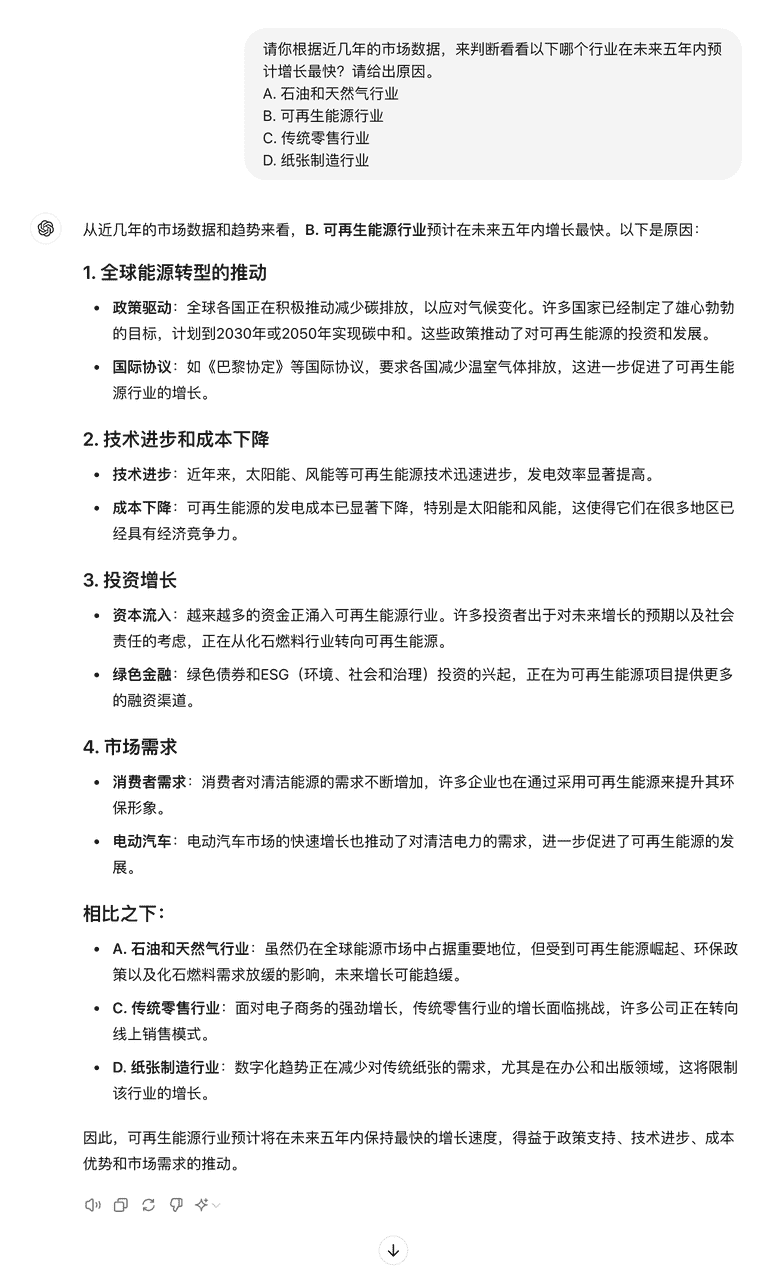 请你根据近几年的市场数据，来判断看看以下哪个行业在未来五年内预
计增长最快？请给出原因。
A. 石油和天然气行业
B. 可再生能源行业
C. 传统零售行业
D. 纸张制造行业
从近几年的市场数据和趋势来看，B. 可再生能源行业预计在未来五年内增长最快。以下是原因：
1. 全球能源转型的推动
• 政策驱动：全球各国正在积极推动减少碳排放，以应对气候变化。许多国家已经制定了雄心勃勃
的目标，计划到2030年或2050年实现碳中和。这些政策推动了对可再生能源的投资和发展。
• 国际协议：如《巴黎协定》等国际协议，要求各国减少温室气体排放，这进一步促进了可再生能
源行业的增长。
2. 技术进步和成本下降
• 技术进步：近年来，太阳能、风能等可再生能源技术迅速进步，发电效率显著提高。
• 成本下降：可再生能源的发电成本已显著下降，特别是太阳能和风能，这使得它们在很多地区已
经具有经济竞争力。
3. 投资增长
• 资本流入：越来越多的资金正涌入可再生能源行业。许多投资者出于对未来增长的预期以及社会
责任的考虑，正在从化石燃料行业转向可再生能源。
• 绿色金融：绿色债券和ESG（环境、社会和治理）投资的兴起，正在为可再生能源项目提供更多
的融资渠道。
4. 市场需求
• 消费者需求：消费者对清洁能源的需求不断增加，许多企业也在通过采用可再生能源来提升其环
保形象。
• 电动汽车：电动汽车市场的快速增长也推动了对清洁电力的需求，进一步促进了可再生能源的发
展。
相比之下：
• A. 石油和天然气行业：虽然仍在全球能源市场中占据重要地位，但受到可再生能源崛起、环保政
策以及化石燃料需求放缓的影响，未来增长可能趋缓。
• C. 传统零售行业：面对电子商务的强劲增长，传统零售行业的增长面临挑战，许多公司正在转向
线上销售模式。
• D. 纸张制造行业：数字化趋势正在减少对传统纸张的需求，尤其是在办公和出版领域，这将限制
该行业的增长。
因此，可再生能源行业预计将在未来五年内保持最快的增长速度，得益于政策支持、技术进步、成本
优势和市场需求的推动。